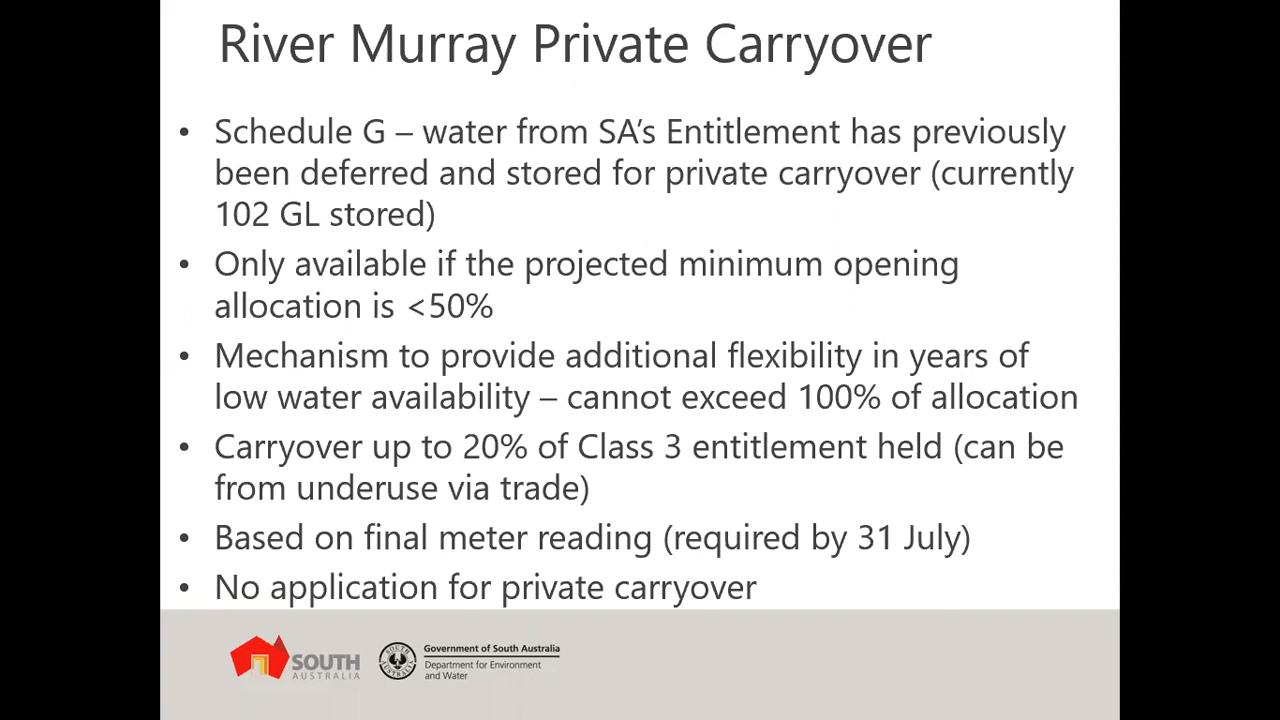 River Murray Private Carryover
• Schedule G – water from SA's Entitlement has previously
been deferred and stored for private carryover (currently
102 GL stored)
• Only available if the projected minimum opening
allocation is <50%
• Mechanism to provide additional flexibility in years of
low water availability – cannot exceed 100% of allocation
• Carryover up to 20% of Class 3 entitlement held (can be
from underuse via trade)
• Based on final meter reading (required by 31 July)
• No application for private carryover
SOUTH
AUSTRALIA
SOUTH
AUSTRALIA
Government of South Australia
Department for Environment
and Water